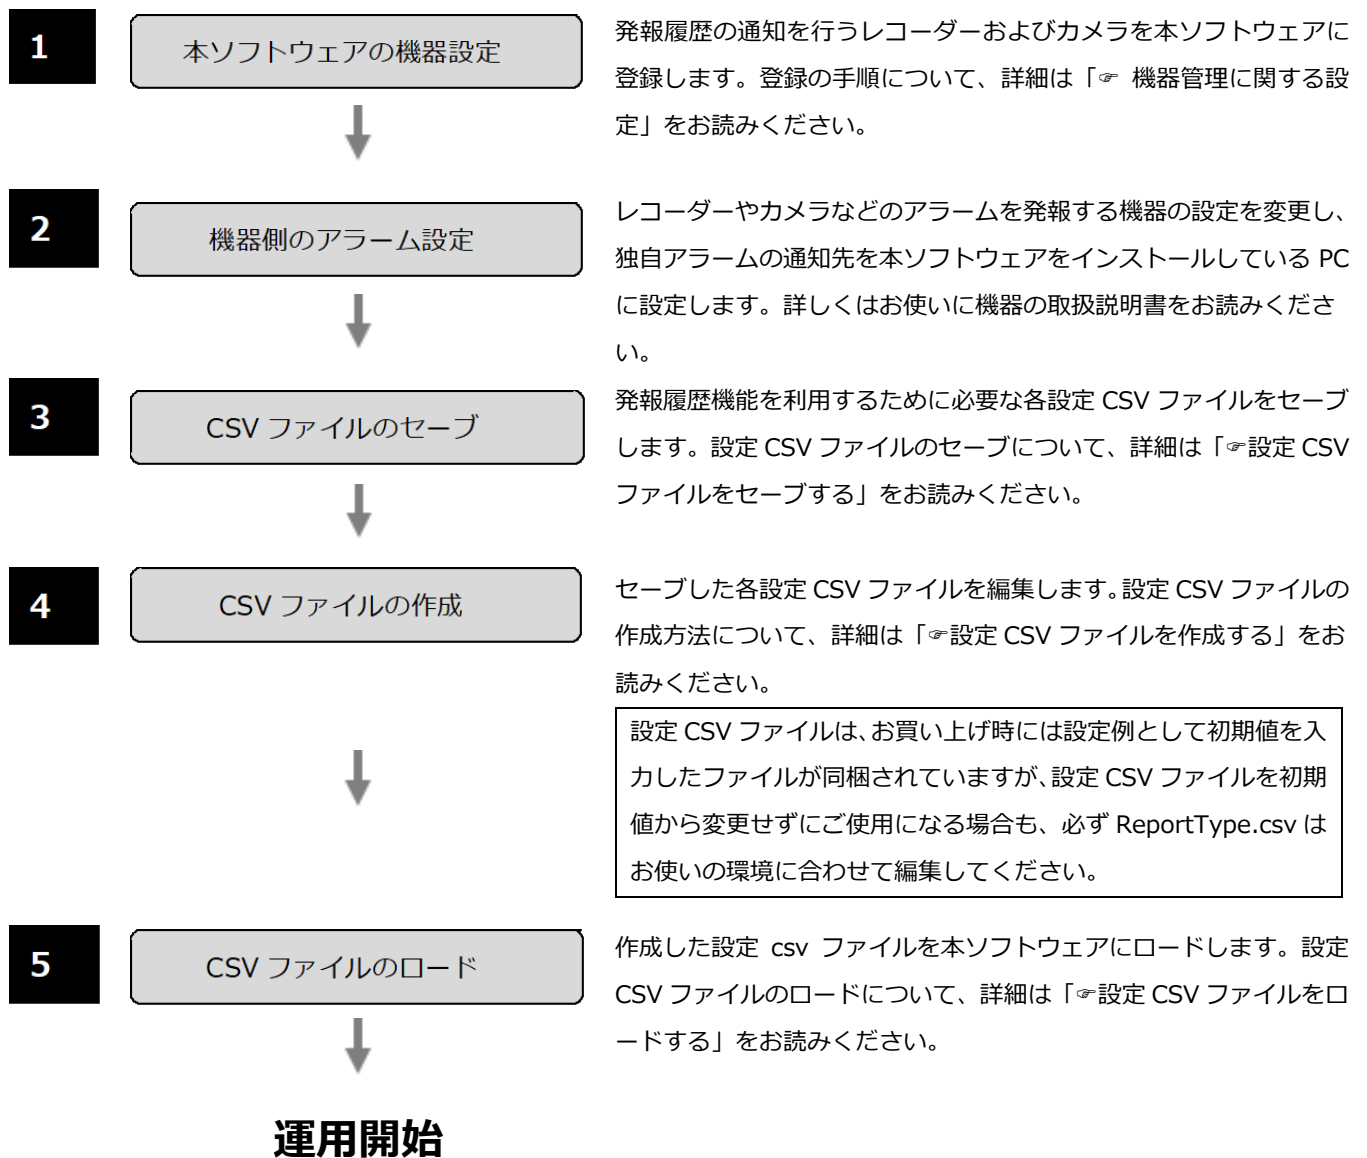 1
本ソフトウェアの機器設定
発報履歴の通知を行うレコーダーおよびカメラを本ソフトウェアに
登録します。登録の手順について、詳細は「☞ 機器管理に関する設
定」をお読みください。
2
機器側のアラーム設定
レコーダーやカメラなどのアラームを発報する機器の設定を変更し、
独自アラームの通知先を本ソフトウェアをインストールしている PC
に設定します。詳しくはお使いに機器の取扱説明書をお読みくださ
い。
3
CSV ファイルのセーブ
発報履歴機能を利用するために必要な各設定 CSV ファイルをセーブ
します。設定 CSV ファイルのセーブについて、詳細は「☞設定 CSV
ファイルをセーブする」をお読みください。
4
CSV ファイルの作成
セーブした各設定 CSV ファイルを編集します。設定 CSV ファイルの
作成方法について、詳細は「☞設定 CSV ファイルを作成する」をお
読みください。
設定 CSV ファイルは、お買い上げ時には設定例として初期値を入
力したファイルが同梱されていますが、設定 CSV ファイルを初期
値から変更せずにご使用になる場合も、必ず ReportType.csv は
お使いの環境に合わせて編集してください。
5
CSV ファイルのロード
作成した設定 csv ファイルを本ソフトウェアにロードします。設定
CSV ファイルのロードについて、詳細は「☞設定 CSV ファイルをロ
ードする」をお読みください。
運用開始